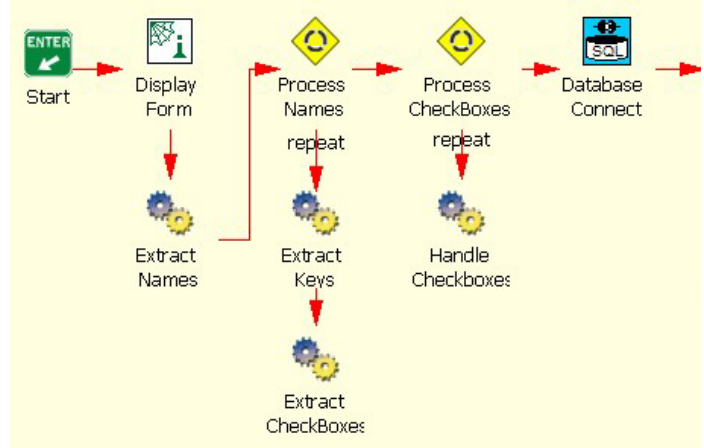 ENTER
Start
Display
Form
Process
Names
repeat
Process
CheckBoxes
repeat
SQL
Database
Connect
Extract
Names
Extract
Keys
Handle
Checkboxes
Extract
CheckBoxes